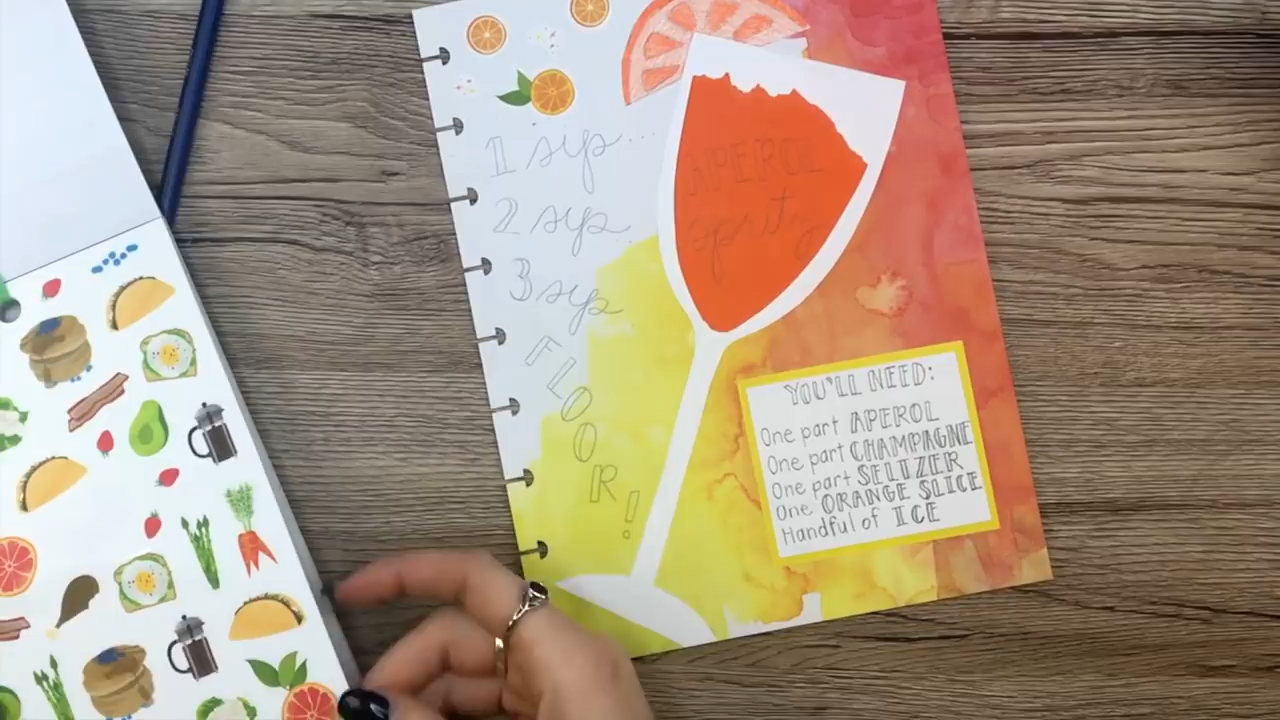 1 sip...
2 sip
3 sip
FLOOR!
APEROL
spritz
YOU'LL NEED:
One part APEROL
One part CHAMPAGNE
One part SELTZER
One ORANGE SLICE
Handful of ICE